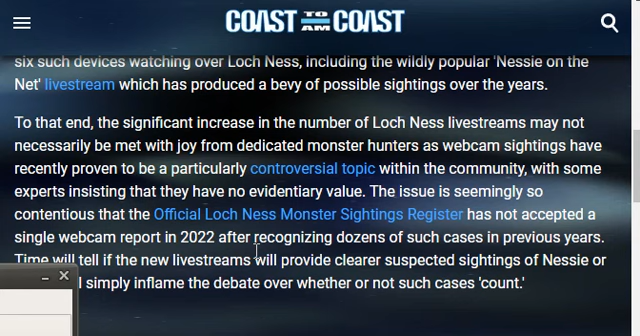 COAST TO AM COAST
six such devices watching over Loch Ness, including the wildly popular 'Nessie on the
Net' livestream which has produced a bevy of possible sightings over the years.
To that end, the significant increase in the number of Loch Ness livestreams may not
necessarily be met with joy from dedicated monster hunters as webcam sightings have
recently proven to be a particularly controversial topic within the community, with some
experts insisting that they have no evidentiary value. The issue is seemingly so
contentious that the Official Loch Ness Monster Sightings Register has not accepted a
single webcam report in 2022 after recognizing dozens of such cases in previous years.
Time will tell if the new livestreams will provide clearer suspected sightings of Nessie or
simply inflame the debate over whether or not such cases 'count.'